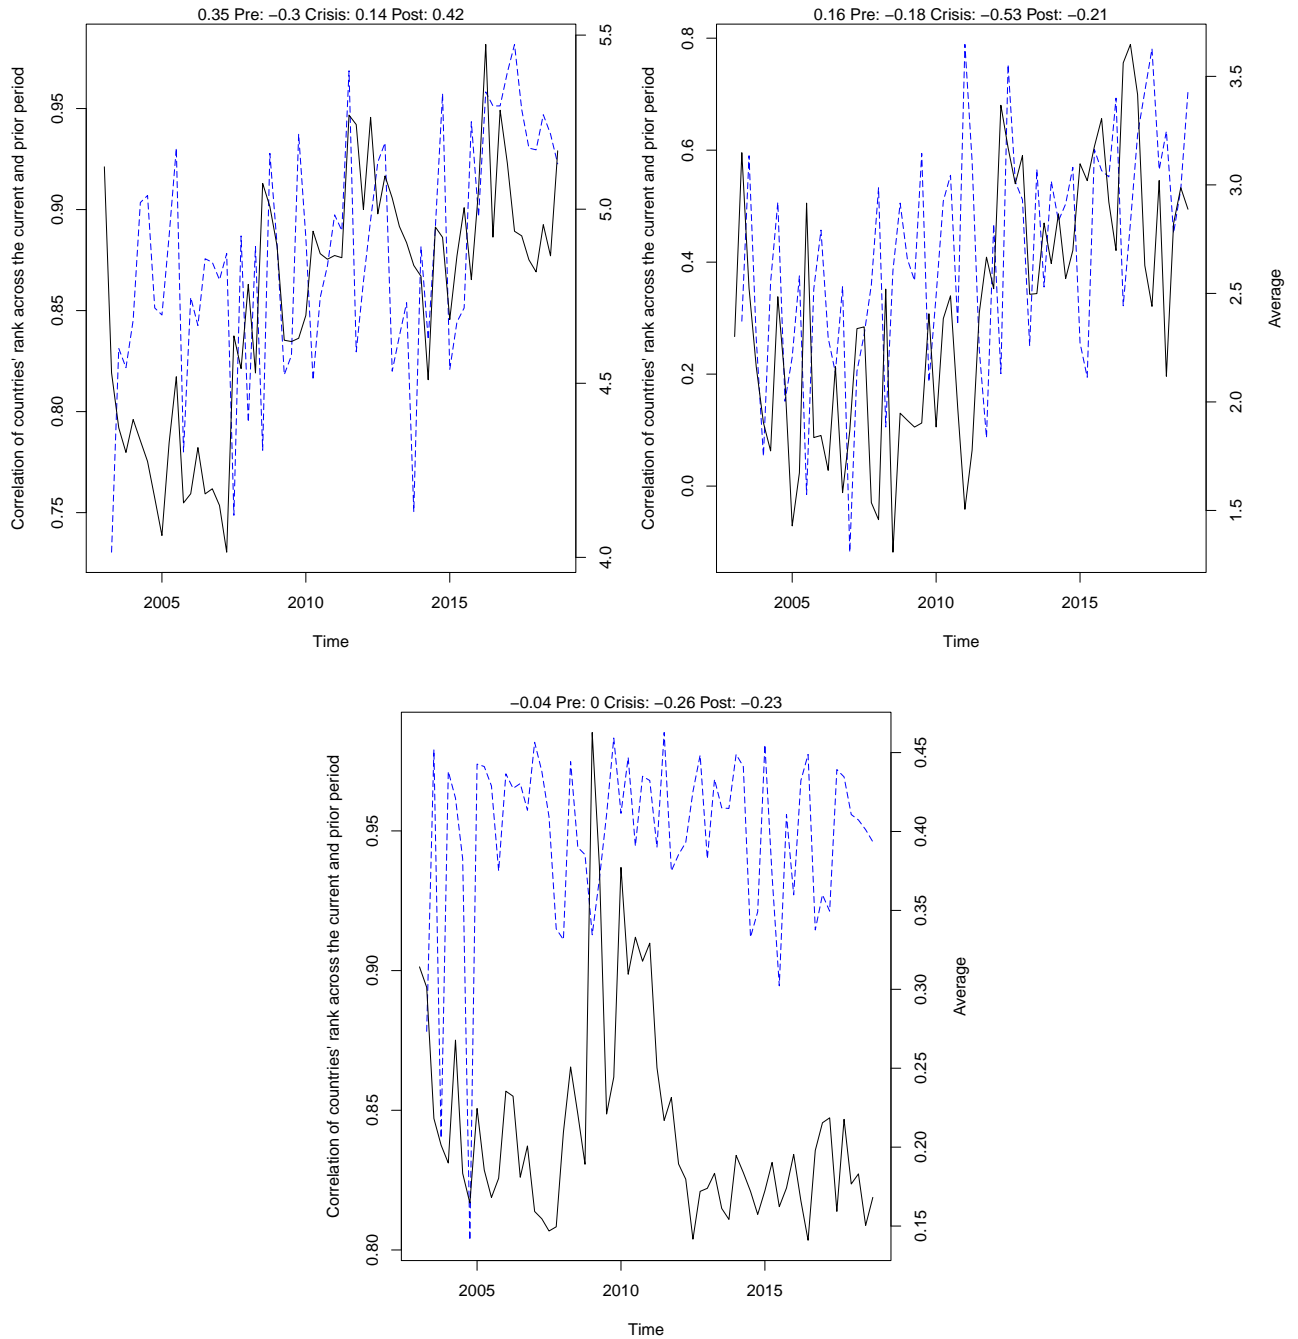 0.35 Pre: −0.3 Crisis: 0.14 Post: 0.42
Correlation of countries' rank across the current and prior period
0.75 0.80 0.85 0.90 0.95
4.0 4.5 5.0 5.5
2005 2010 2015
Time
0.16 Pre: −0.18 Crisis: −0.53 Post: −0.21
Correlation of countries' rank across the current and prior period
0.0 0.2 0.4 0.6 0.8
1.5 2.0 2.5 3.0 3.5
Average
2005 2010 2015
Time
−0.04 Pre: 0 Crisis: −0.26 Post: −0.23
Correlation of countries' rank across the current and prior period
0.80 0.85 0.90 0.95
0.15 0.20 0.25 0.30 0.35 0.40 0.45
Average
2005 2010 2015
Time